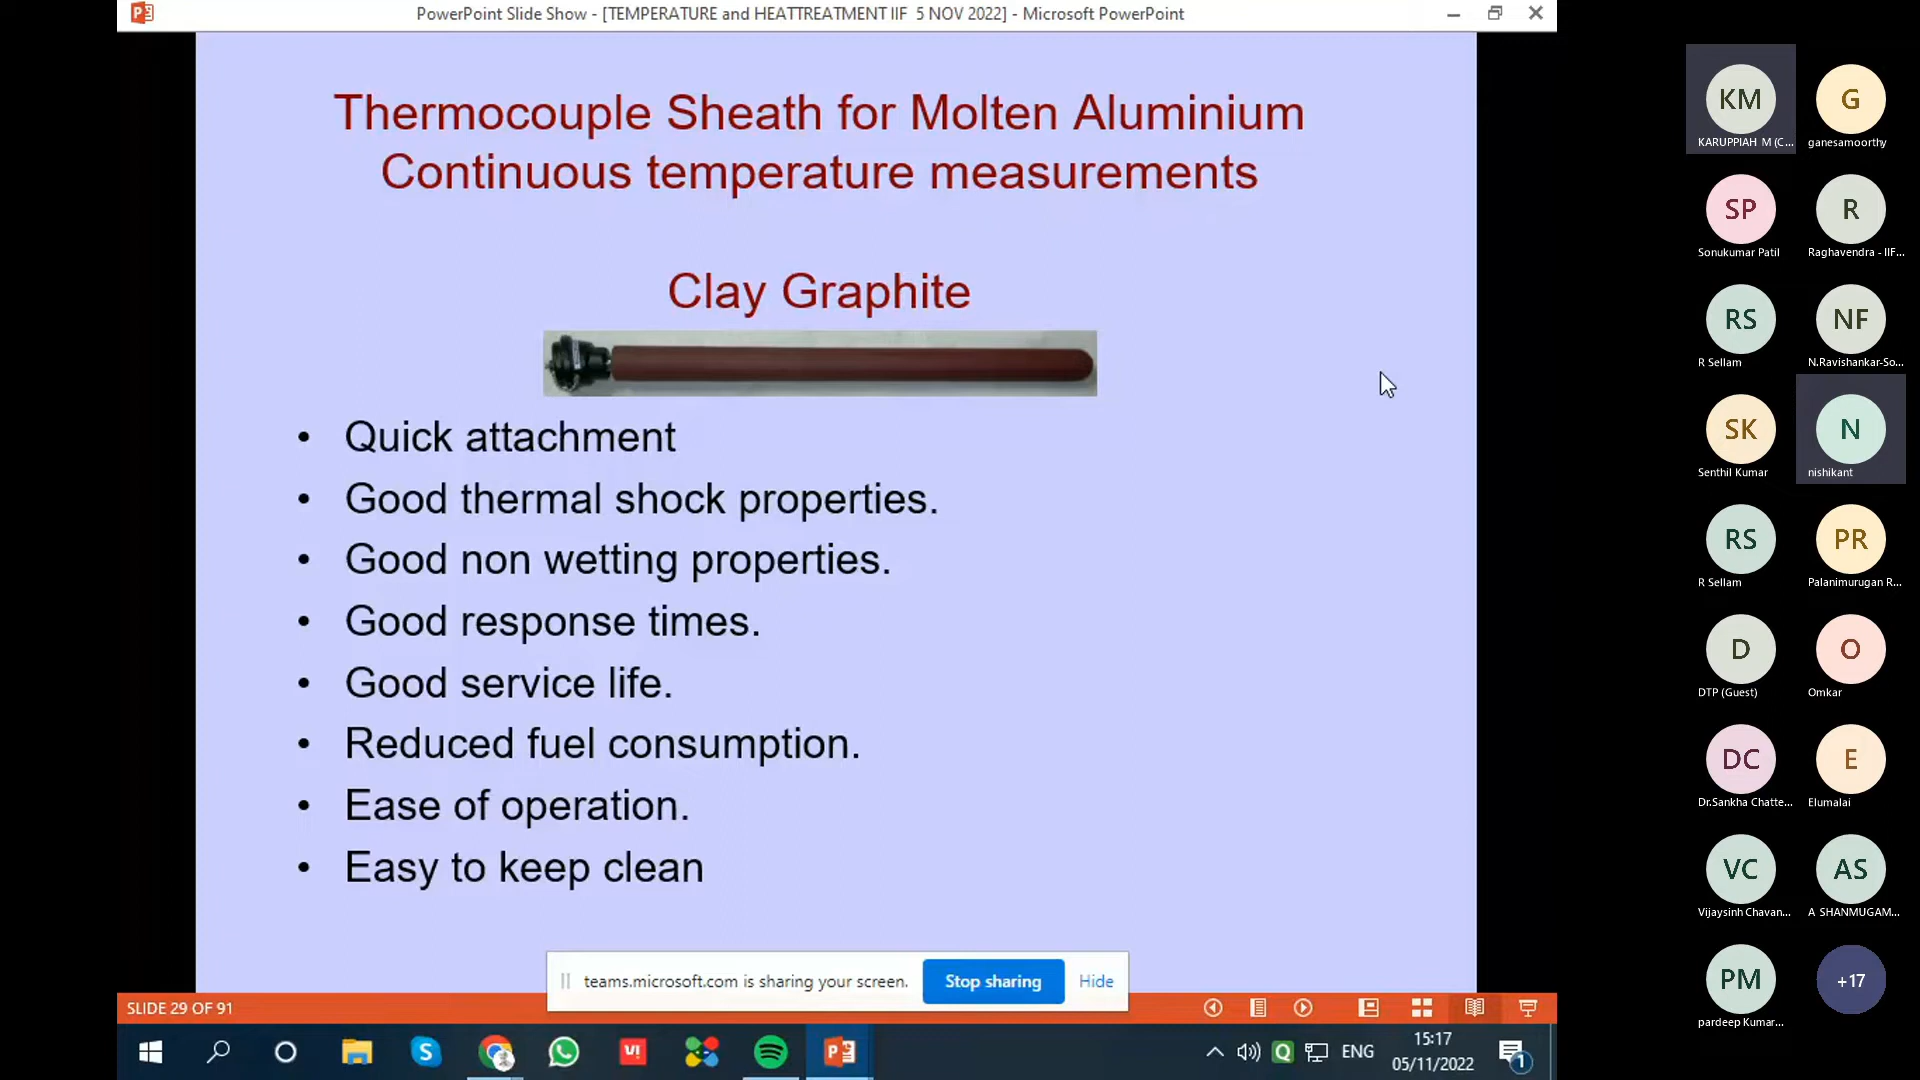 PowerPoint Slide Show - [TEMPERATURE and HEATTREATMENT IIF 5 NOV 2022] - Microsoft PowerPoint
Thermocouple Sheath for Molten Aluminium
Continuous temperature measurements
Clay Graphite
• Quick attachment
• Good thermal shock properties.
• Good non wetting properties.
• Good response times.
• Good service life.
• Reduced fuel consumption.
• Ease of operation.
• Easy to keep clean
teams.microsoft.com is sharing your screen. Stop sharing Hide
SLIDE 29 OF 91
ENG
15:17
05/11/2022
1
KM G
KARUPPIAH M (C... ganesamoorthy
SP R
Sonukumar Patil Raghavendra - IIF...
RS NF
R Sellam N.Ravishankar-So...
SK N
Senthil Kumar nishikant
RS PR
R Sellam Palanimurugan R...
D O
DTP (Guest) Omkar
DC E
Dr.Sankha Chatte... Elumalai
VC AS
Vijaysinh Chavan... A SHANMUGAM...
PM +17
pardeep Kumar...